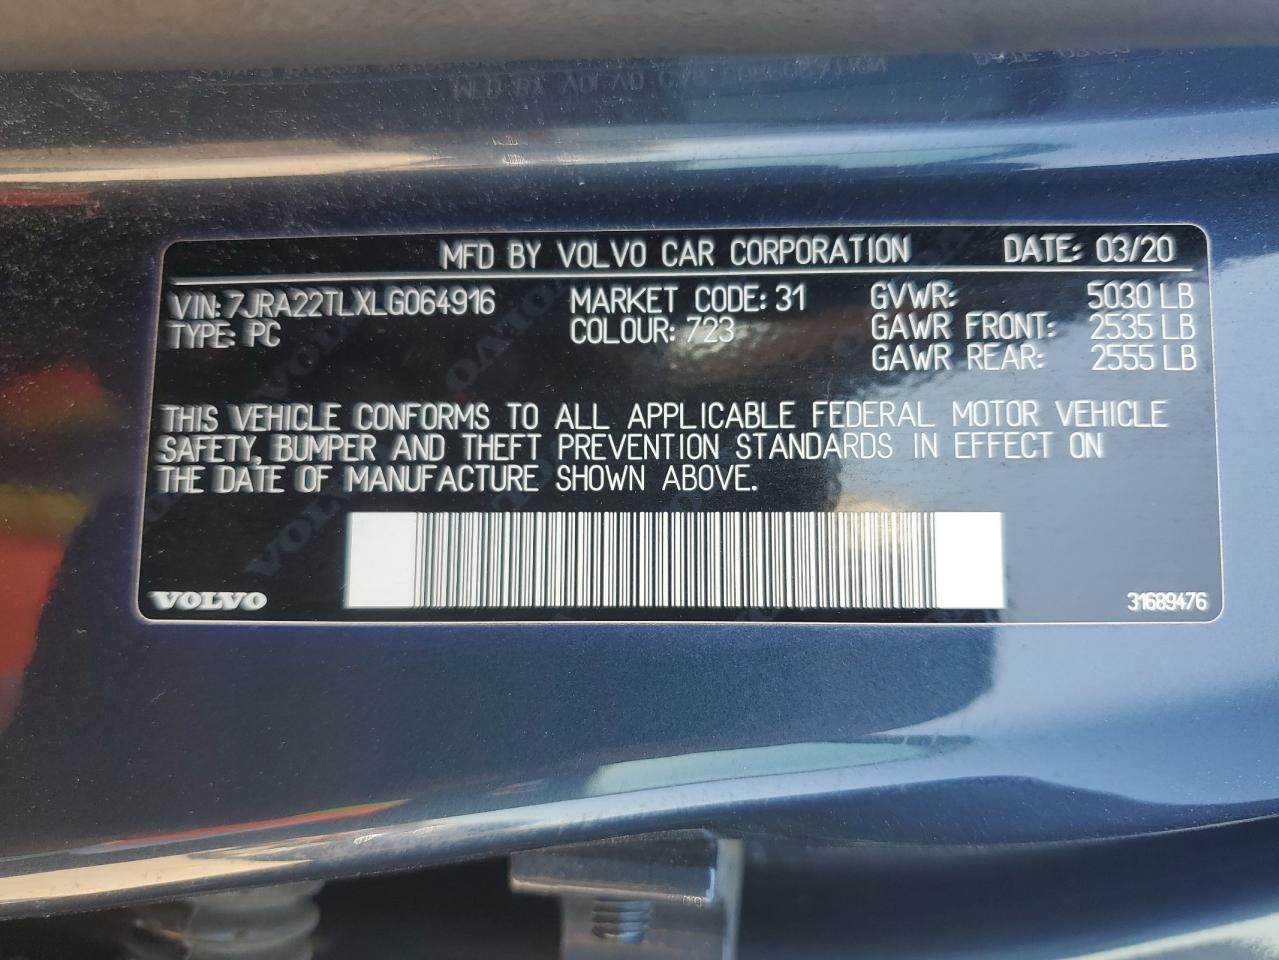 MFD BY VOLVO CAR CORPORATION DATE: 03/20
VIN: 7JRA22TLXLG064916 MARKET CODE: 31 GVWR: 5030 LB
TYPE: PC COLOUR: 723 GAWR FRONT: 2535 LB
GAWR REAR: 2555 LB
THIS VEHICLE CONFORMS TO ALL APPLICABLE FEDERAL MOTOR VEHICLE
SAFETY, BUMPER AND THEFT PREVENTION STANDARDS IN EFFECT ON
THE DATE OF MANUFACTURE SHOWN ABOVE.
VOLVO 31689476